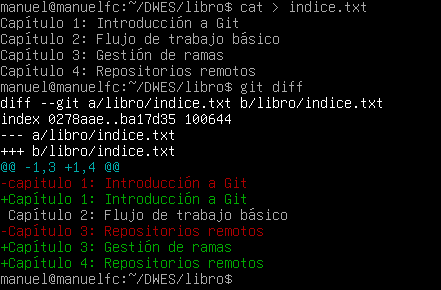 manuel@manuelfc:~/DWES/libro$ cat > indice.txt
Capítulo 1: Introducción a Git
Capítulo 2: Flujo de trabajo básico
Capítulo 3: Gestión de ramas
Capítulo 4: Repositorios remotos
manuel@manuelfc:~/DWES/libro$ git diff
diff --git a/libro/indice.txt b/libro/indice.txt
index 0278aae..ba17d35 100644
--- a/libro/indice.txt
+++ b/libro/indice.txt
@@ -1,3 +1,4 @@
-capítulo 1: Introducción a Git
+Capítulo 1: Introducción a Git
 Capítulo 2: Flujo de trabajo básico
-Capítulo 3: Repositorios remotos
+Capítulo 3: Gestión de ramas
+Capítulo 4: Repositorios remotos
manuel@manuelfc:~/DWES/libro$